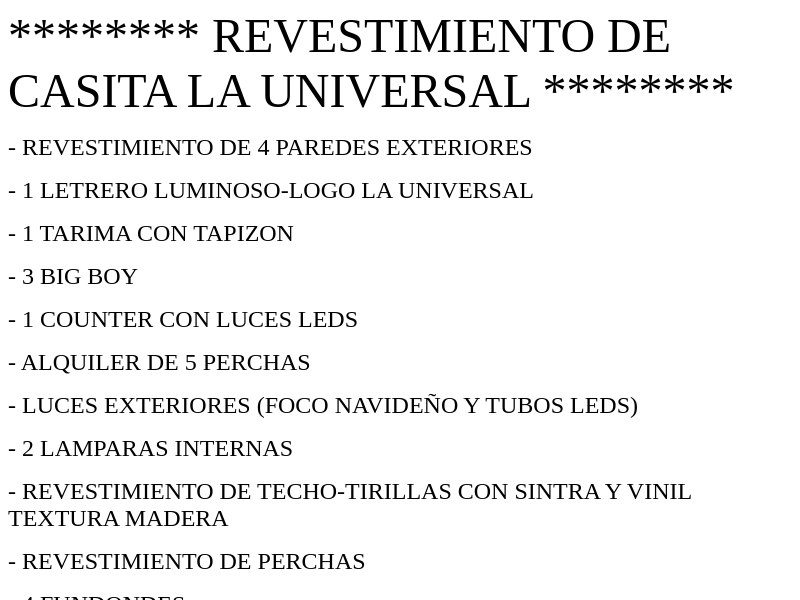 ******** REVESTIMIENTO DE
CASITA LA UNIVERSAL ********
- REVESTIMIENTO DE 4 PAREDES EXTERIORES
- 1 LETRERO LUMINOSO-LOGO LA UNIVERSAL
- 1 TARIMA CON TAPIZON
- 3 BIG BOY
- 1 COUNTER CON LUCES LEDS
- ALQUILER DE 5 PERCHAS
- LUCES EXTERIORES (FOCO NAVIDEÑO Y TUBOS LEDS)
- 2 LAMPARAS INTERNAS
- REVESTIMIENTO DE TECHO-TIRILLAS CON SINTRA Y VINIL
TEXTURA MADERA
- REVESTIMIENTO DE PERCHAS